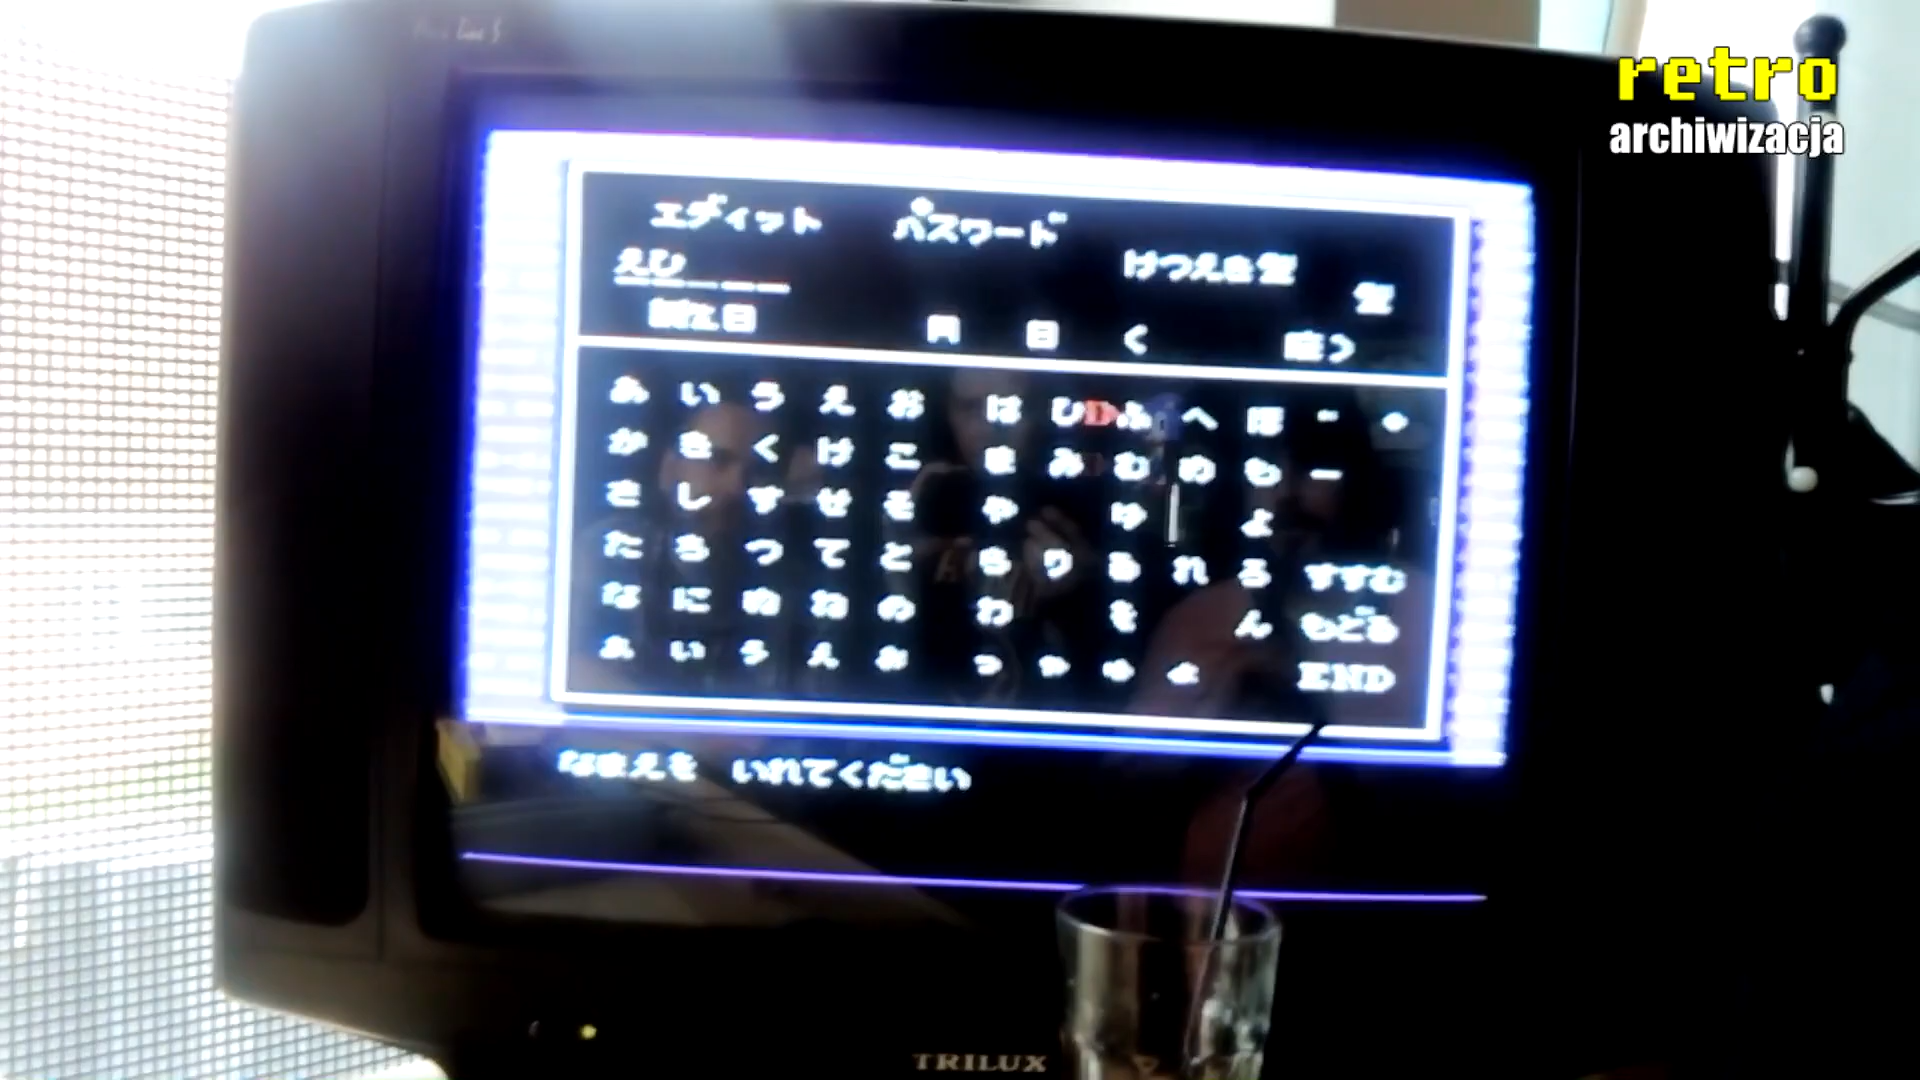 retro
archiwizacja
エディット パスワード
えひ
けつえき型
型
誕生日 月 日 く 座>
あ い う え お は ひ ふ へ ほ ゛ ゜
か き く け こ ま み む め も ー
さ し す せ そ や ゆ よ
た ち つ て と ら り る れ ろ すすむ
な に ぬ ね の わ を ん もどる
ぁ ぃ ぅ ぇ ぉ っ ゃ ゅ ょ END
なまえを いれてください
TRILUX